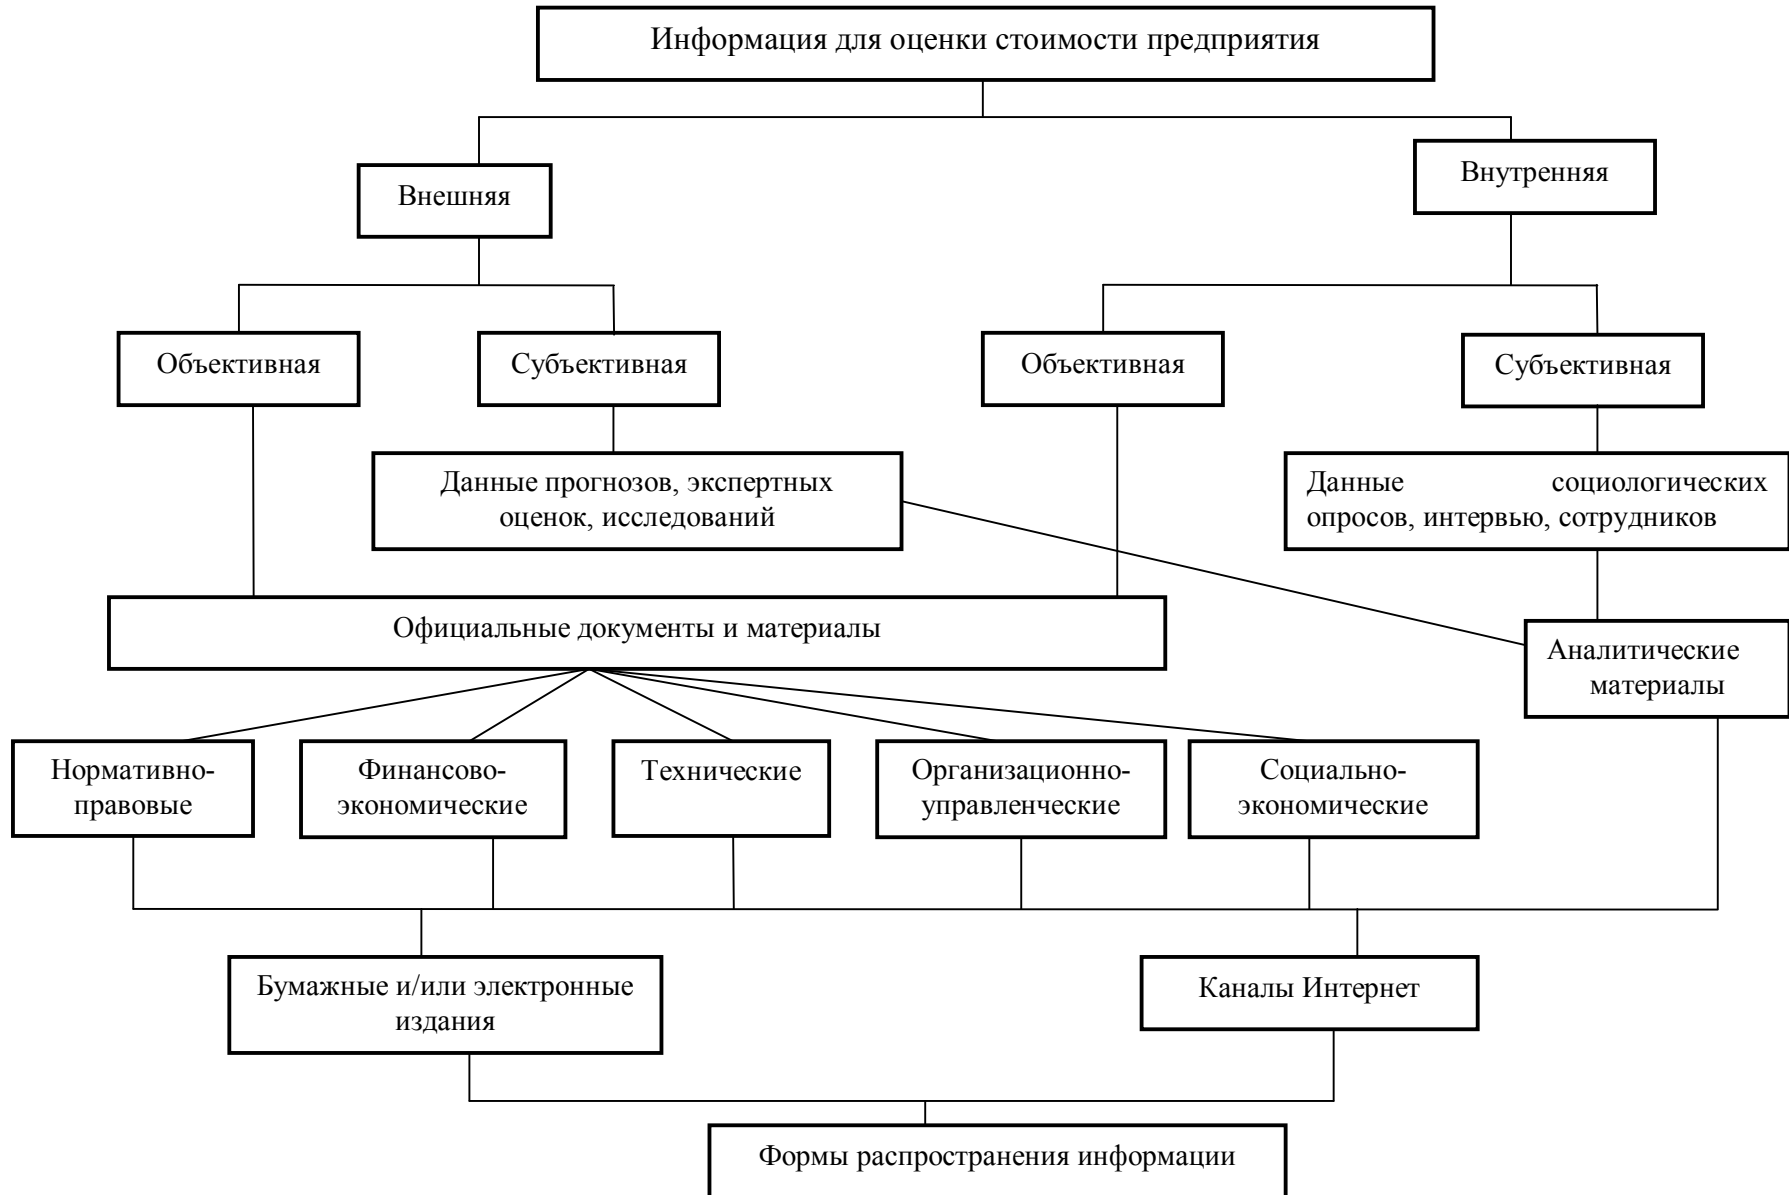 Информация для оценки стоимости предприятия
Внешняя
Внутренняя
Объективная
Субъективная
Объективная
Субъективная
Данные прогнозов, экспертных
оценок, исследований
Данные социологических
опросов, интервью, сотрудников
Официальные документы и материалы
Аналитические
материалы
Нормативно-
правовые
Финансово-
экономические
Технические
Организационно-
управленческие
Социально-
экономические
Бумажные и/или электронные
издания
Каналы Интернет
Формы распространения информации